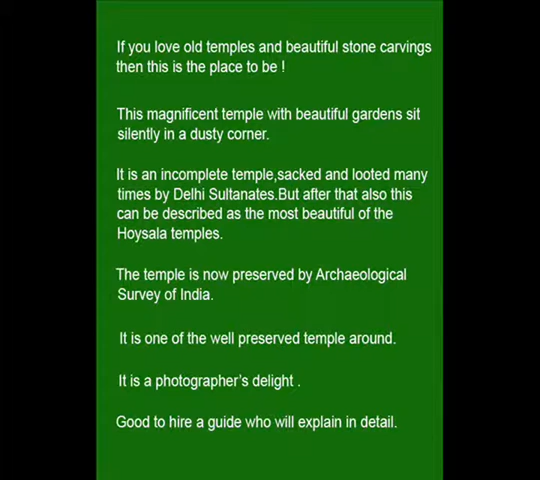 If you love old temples and beautiful stone carvings
then this is the place to be !
This magnificent temple with beautiful gardens sit
silently in a dusty corner.
It is an incomplete temple,sacked and looted many
times by Delhi Sultanates.But after that also this
can be described as the most beautiful of the
Hoysala temples.
The temple is now preserved by Archaeological
Survey of India.
It is one of the well preserved temple around.
It is a photographer's delight .
Good to hire a guide who will explain in detail.